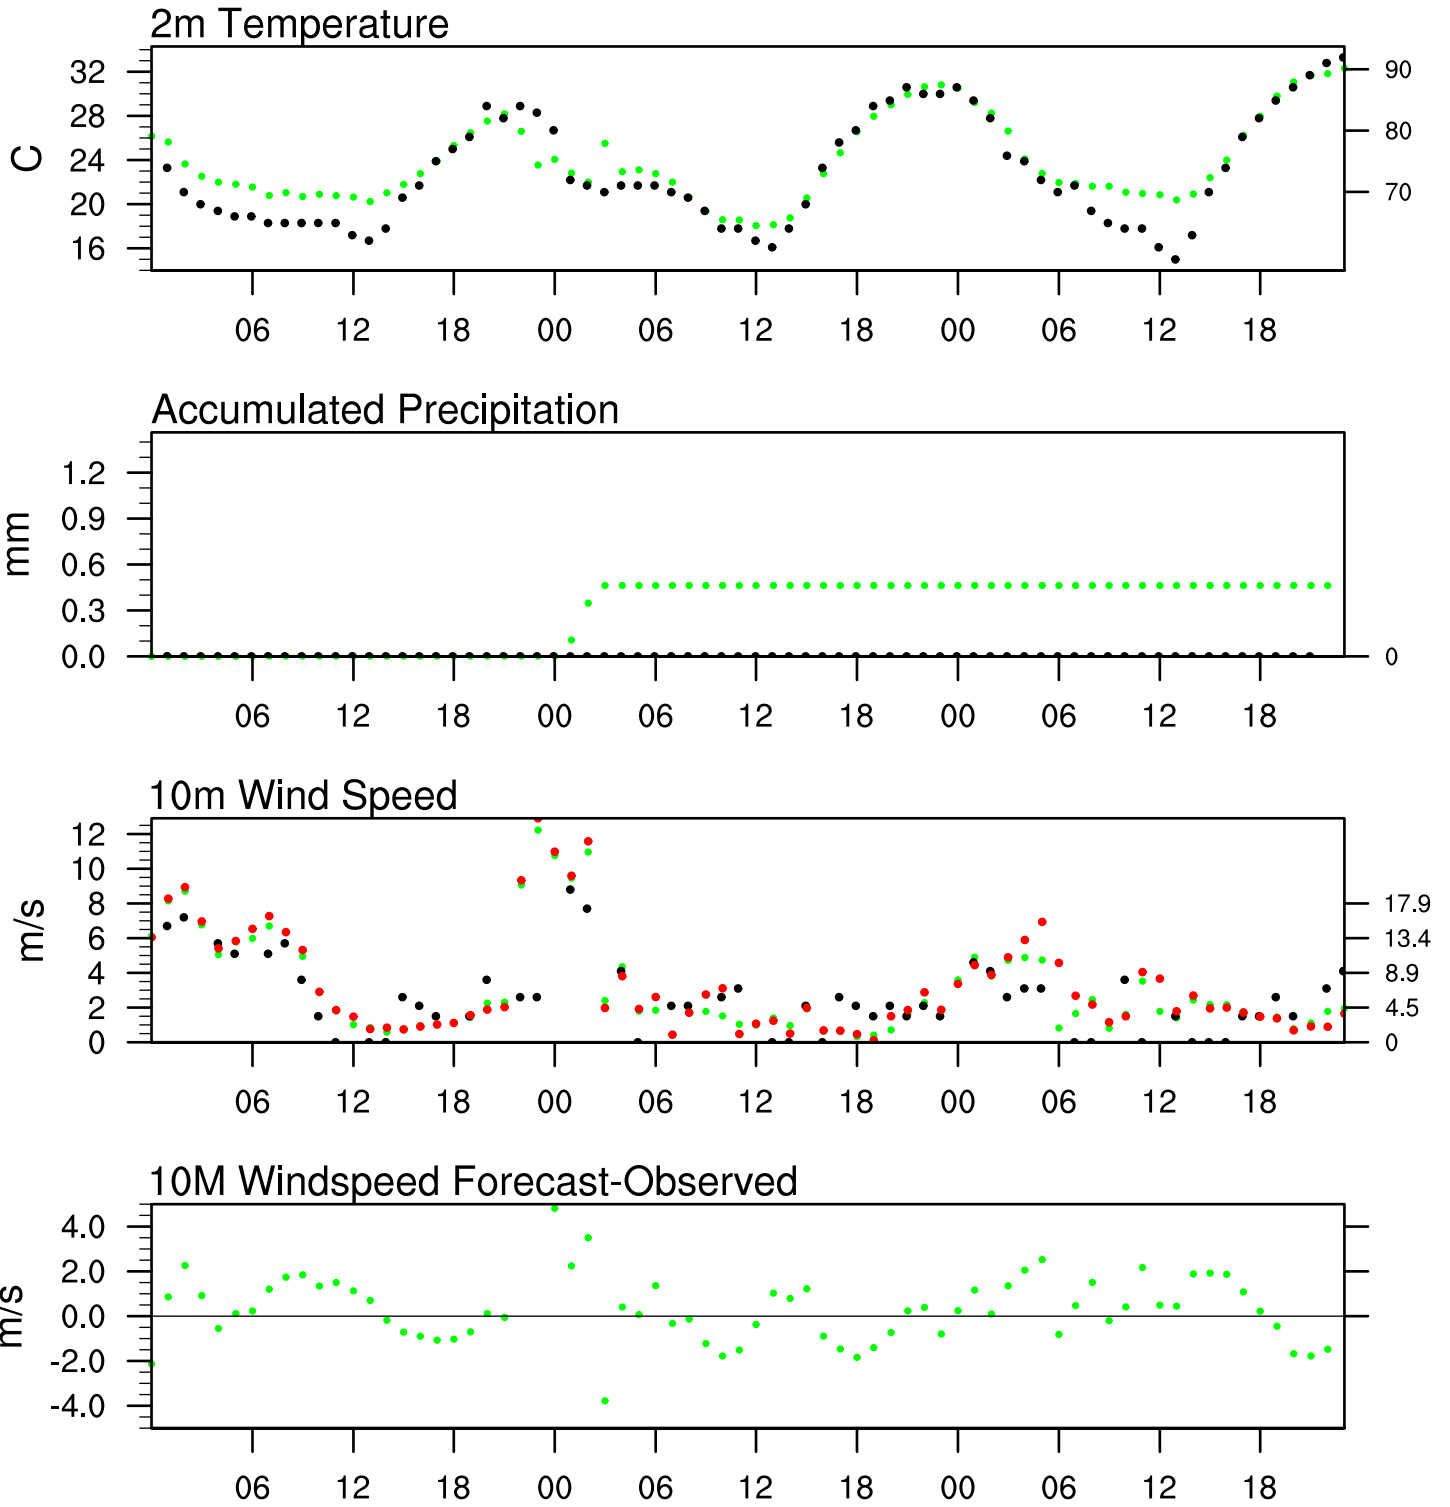 2m Temperature
32 90
28
80
C 24
20 70
16
06 12 18 00 06 12 18 00 06 12 18
Accumulated Precipitation
1.2
0.9
mm 0.6
0.3
0.0 0
06 12 18 00 06 12 18 00 06 12 18
10m Wind Speed
12
10
8 17.9
m/s 6 13.4
4 8.9
2 4.5
0 0
06 12 18 00 06 12 18 00 06 12 18
10M Windspeed Forecast-Observed
4.0
2.0
m/s 0.0
-2.0
-4.0
06 12 18 00 06 12 18 00 06 12 18